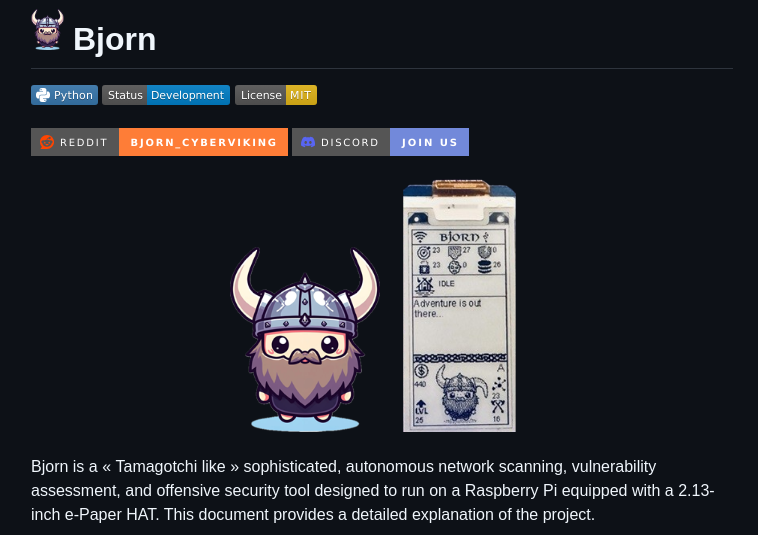 Bjorn
Python
Status Development
License MIT
REDDIT BJORN_CYBERVIKING
DISCORD JOIN US
BJORN
23 27 0
23 0 26
IDLE
Adventure is out
there...
A
440
23
LVL
25 16
Bjorn is a « Tamagotchi like » sophisticated, autonomous network scanning, vulnerability
assessment, and offensive security tool designed to run on a Raspberry Pi equipped with a 2.13-
inch e-Paper HAT. This document provides a detailed explanation of the project.